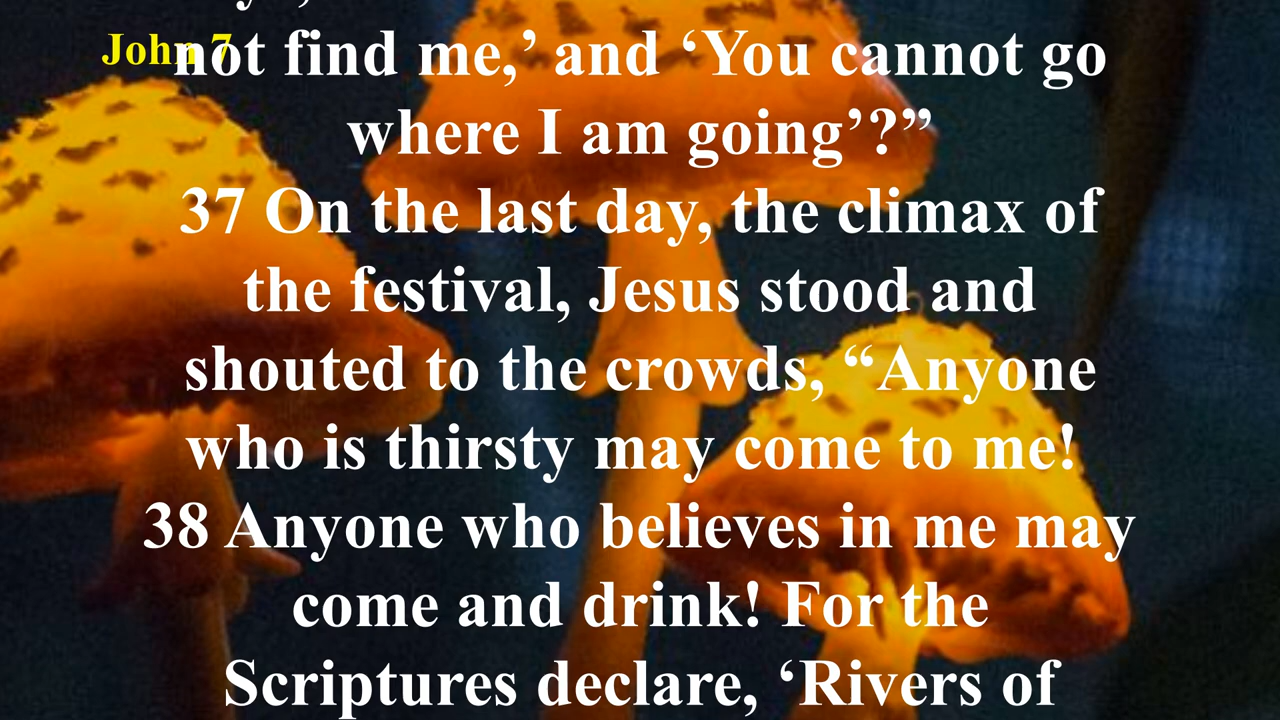 John 7
not find me,’ and ‘You cannot go
where I am going’?”
37 On the last day, the climax of
the festival, Jesus stood and
shouted to the crowds, “Anyone
who is thirsty may come to me!
38 Anyone who believes in me may
come and drink! For the
Scriptures declare, ‘Rivers of